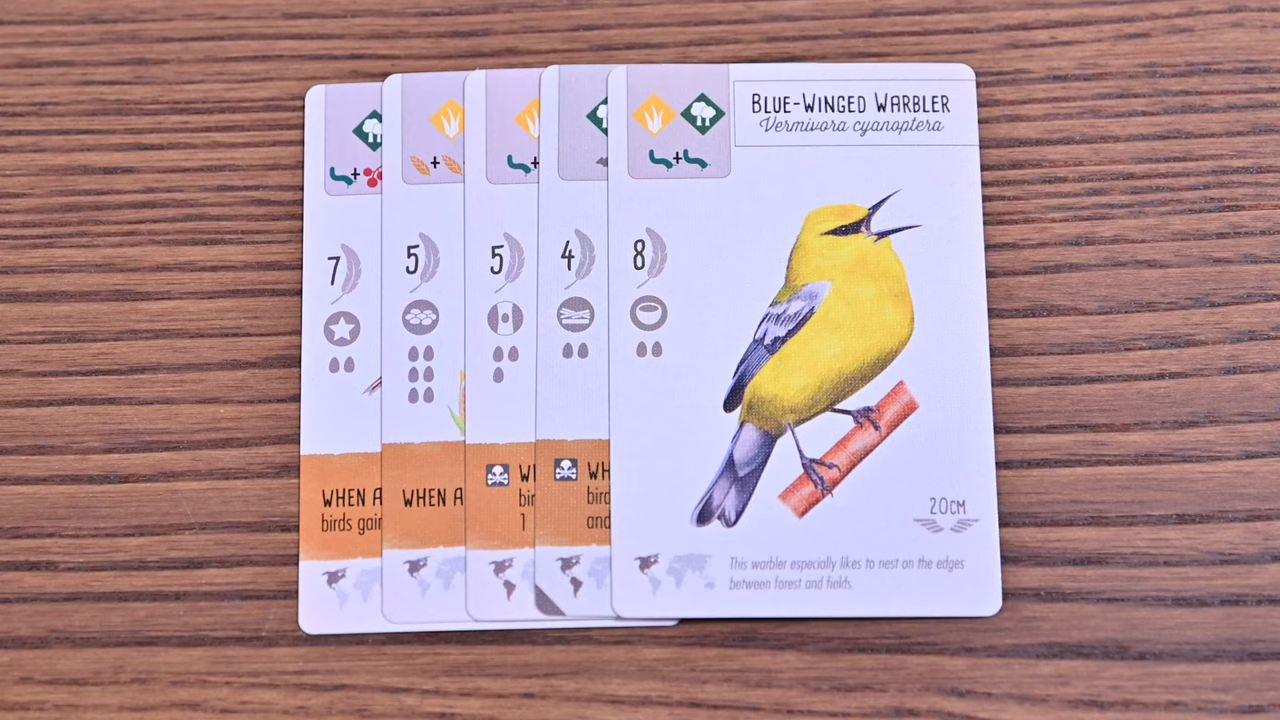 7
WHEN A
birds gai
5
WHEN A
5
bir
1
4
WH
bird
and
BLUE-WINGED WARBLER
Vermivora cyanoptera
8
20CM
This warbler especially likes to nest on the edges
between forest and fields.